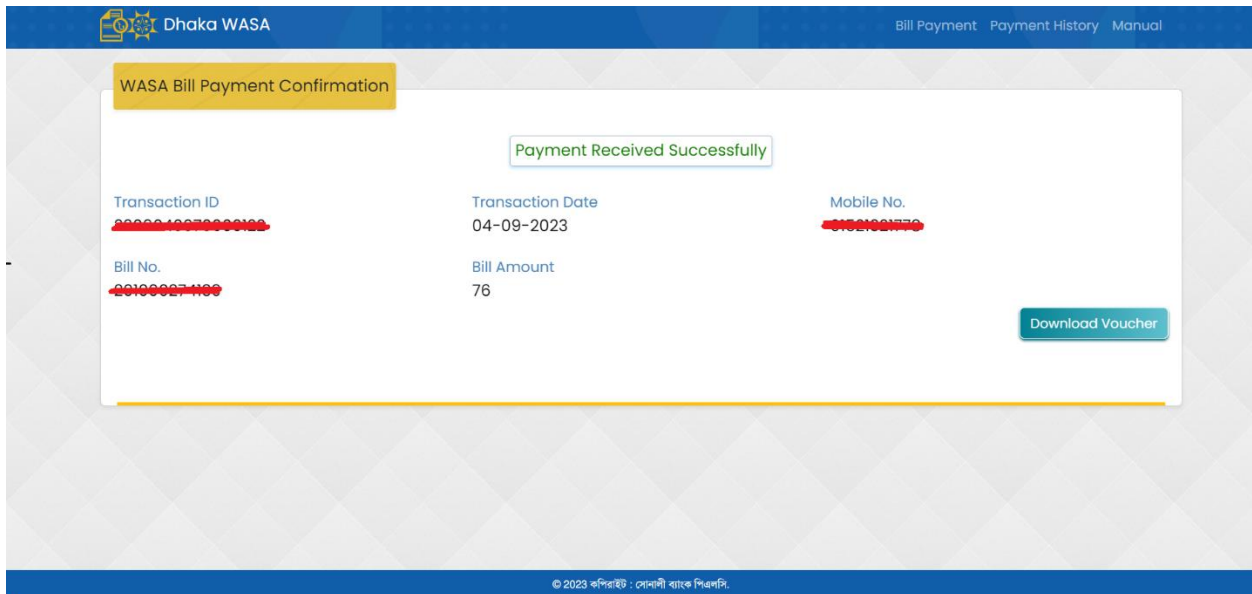 Dhaka WASA
Bill Payment Payment History Manual
WASA Bill Payment Confirmation
Payment Received Successfully
Transaction ID
Transaction Date
Mobile No.
04-09-2023
Bill No.
Bill Amount
76
Download Voucher
© 2023 কপিরাইট : সোনালী ব্যাংক পিএলসি.